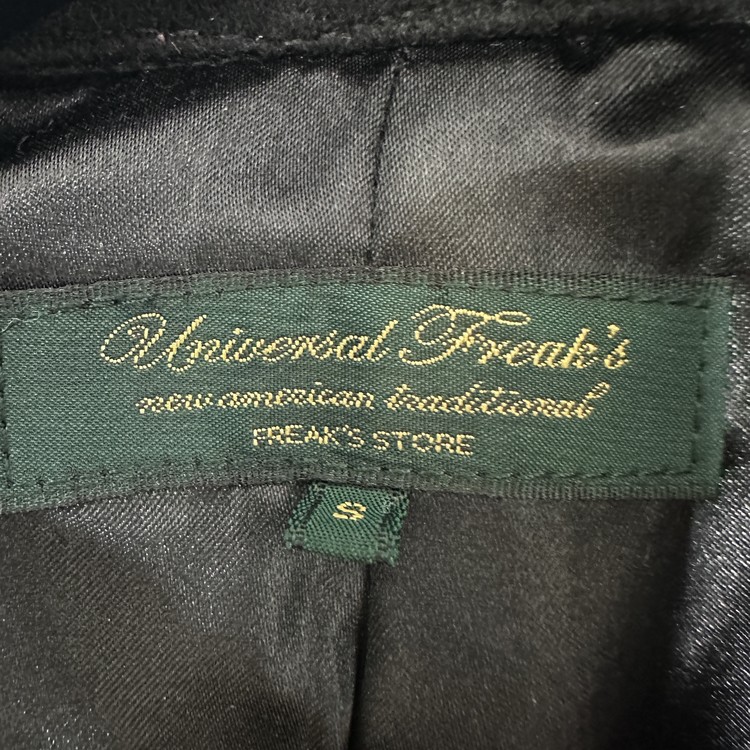 Universal Freak's
new american traditional
FREAK'S STORE
S